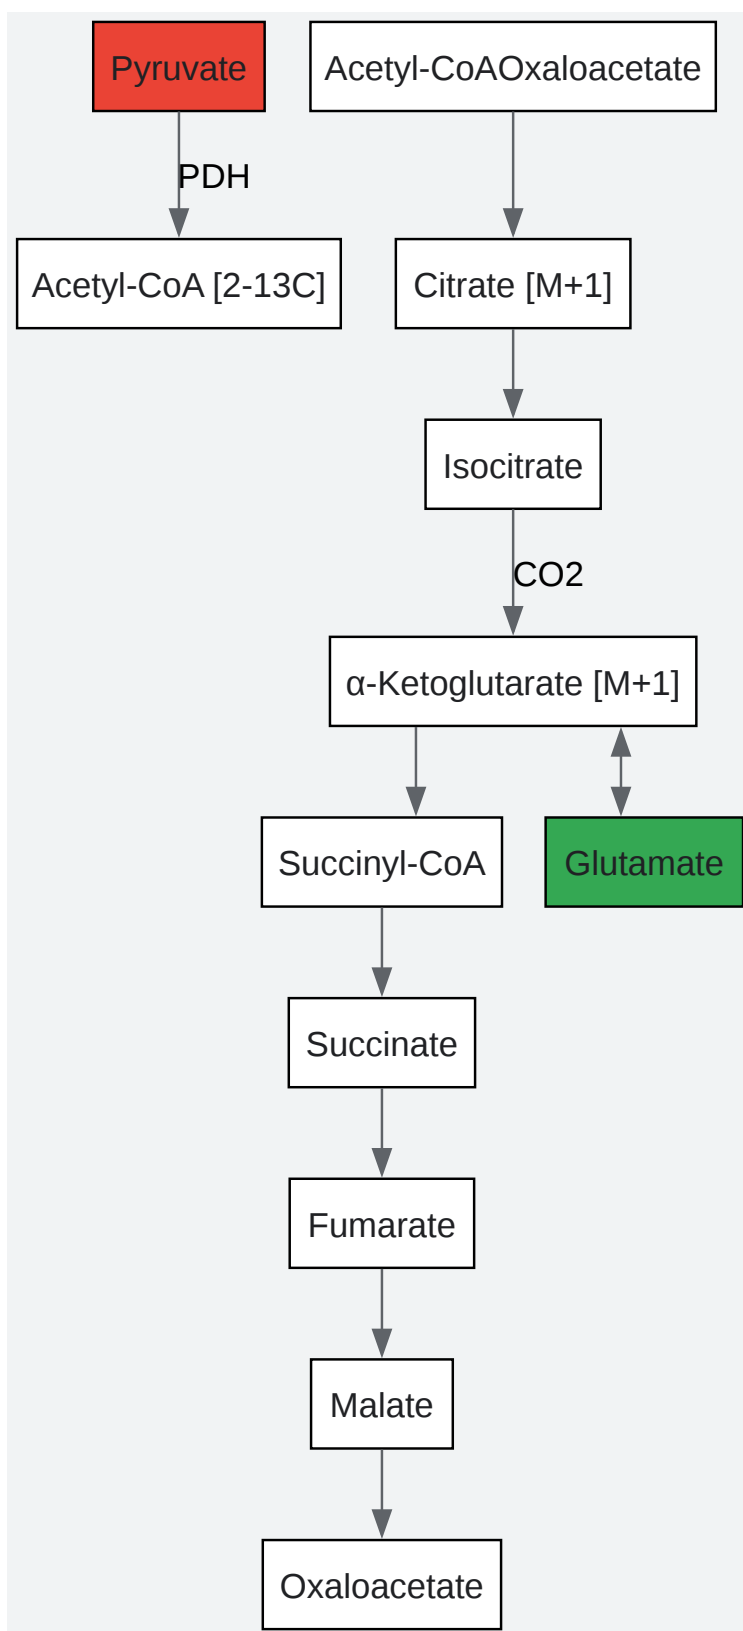 Pyruvate
Acetyl-CoAOxaloacetate
PDH
Acetyl-CoA [2-13C]
Citrate [M+1]
Isocitrate
CO2
α-Ketoglutarate [M+1]
Succinyl-CoA
Glutamate
Succinate
Fumarate
Malate
Oxaloacetate